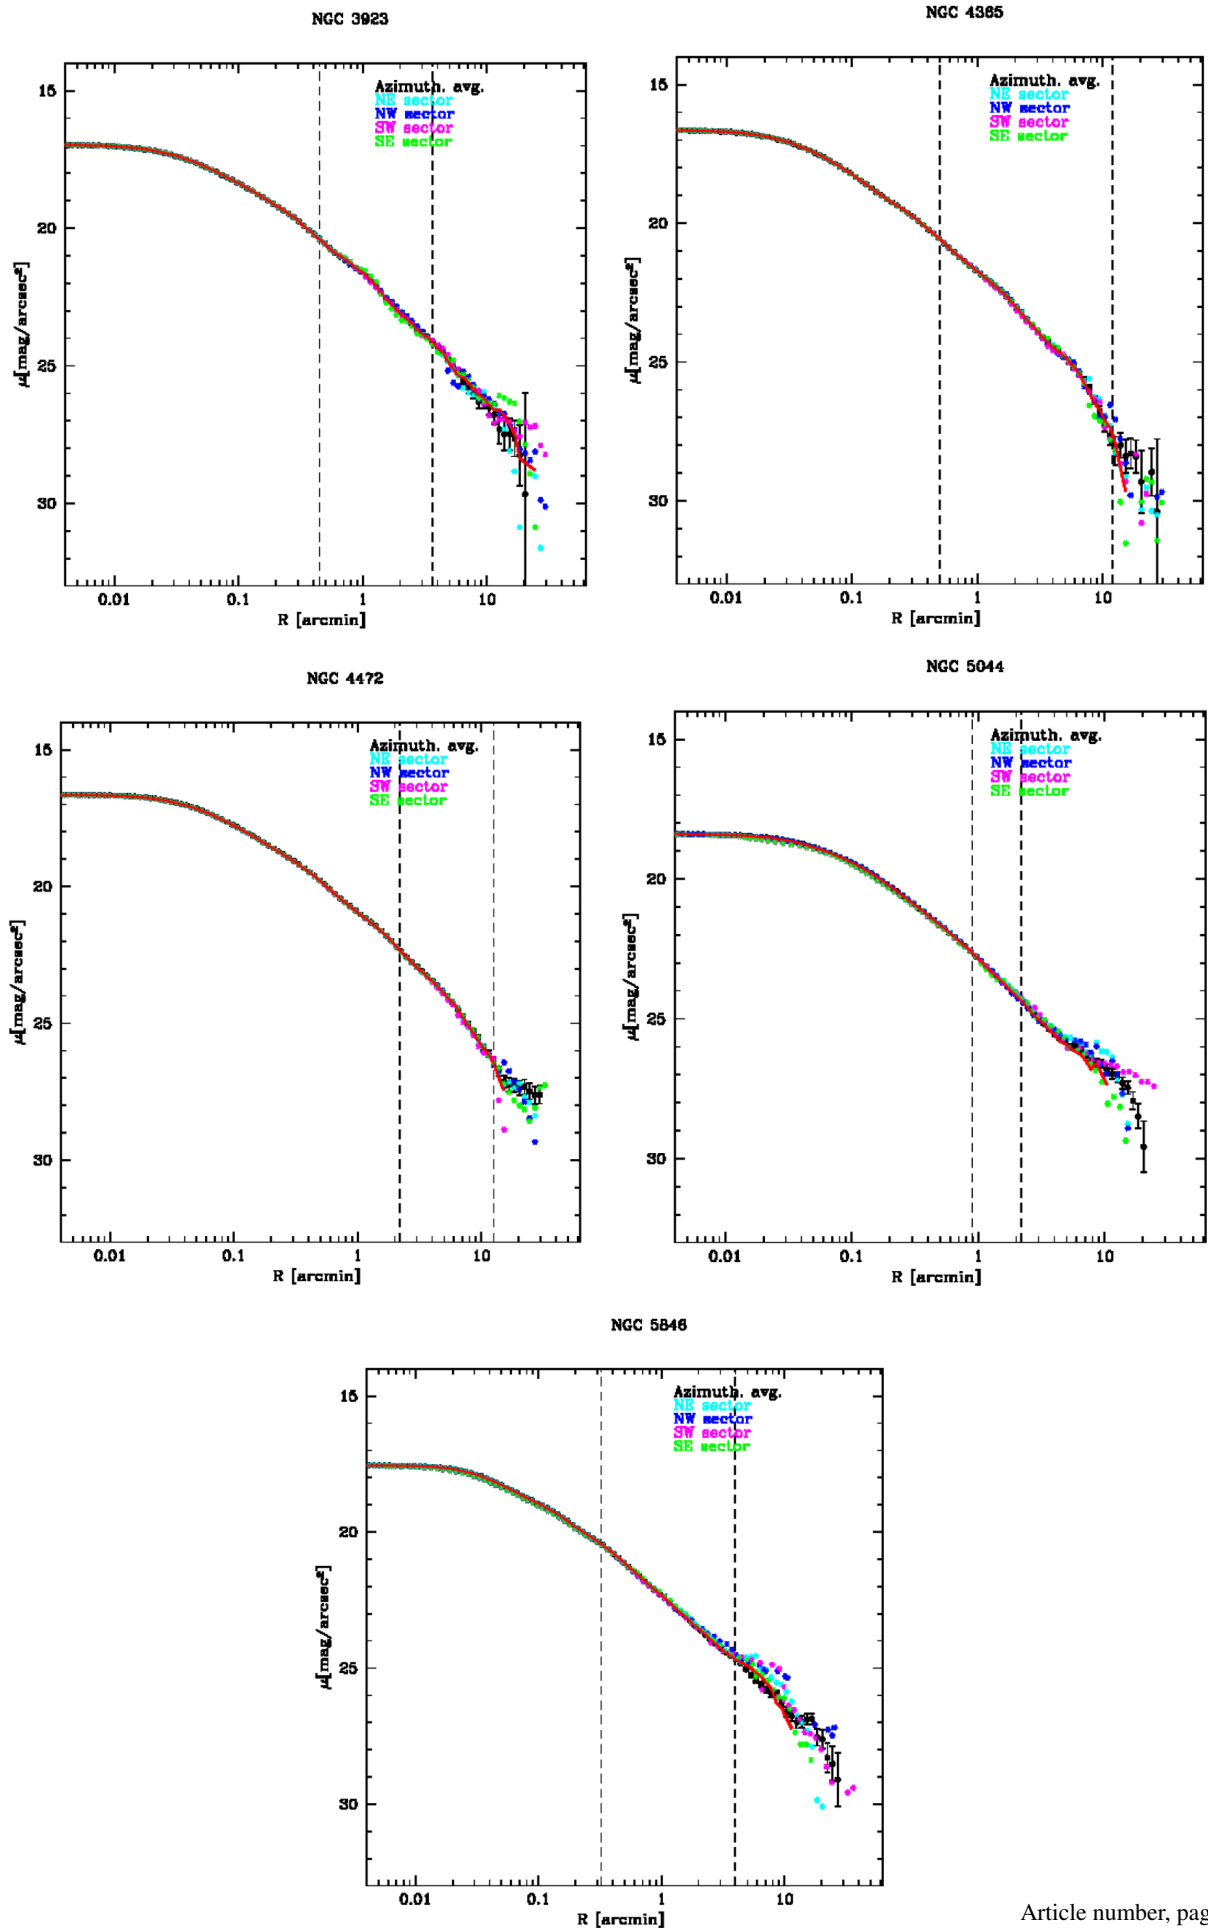 NGC 3923
15
20
25
30
μ[mag/arcsec²]
Azimuth. avg.
NE sector
NW sector
SW sector
SE sector
0.01 0.1 1 10
R [arcmin]
NGC 4365
15
20
25
30
μ[mag/arcsec²]
Azimuth. avg.
NE sector
NW sector
SW sector
SE sector
0.01 0.1 1 10
R [arcmin]
NGC 4472
15
20
25
30
μ[mag/arcsec²]
Azimuth. avg.
NE sector
NW sector
SW sector
SE sector
0.01 0.1 1 10
R [arcmin]
NGC 5044
15
20
25
30
μ[mag/arcsec²]
Azimuth. avg.
NE sector
NW sector
SW sector
SE sector
0.01 0.1 1 10
R [arcmin]
NGC 5846
15
20
25
30
μ[mag/arcsec²]
Azimuth. avg.
NE sector
NW sector
SW sector
SE sector
0.01 0.1 1 10
R [arcmin]
Article number, pag